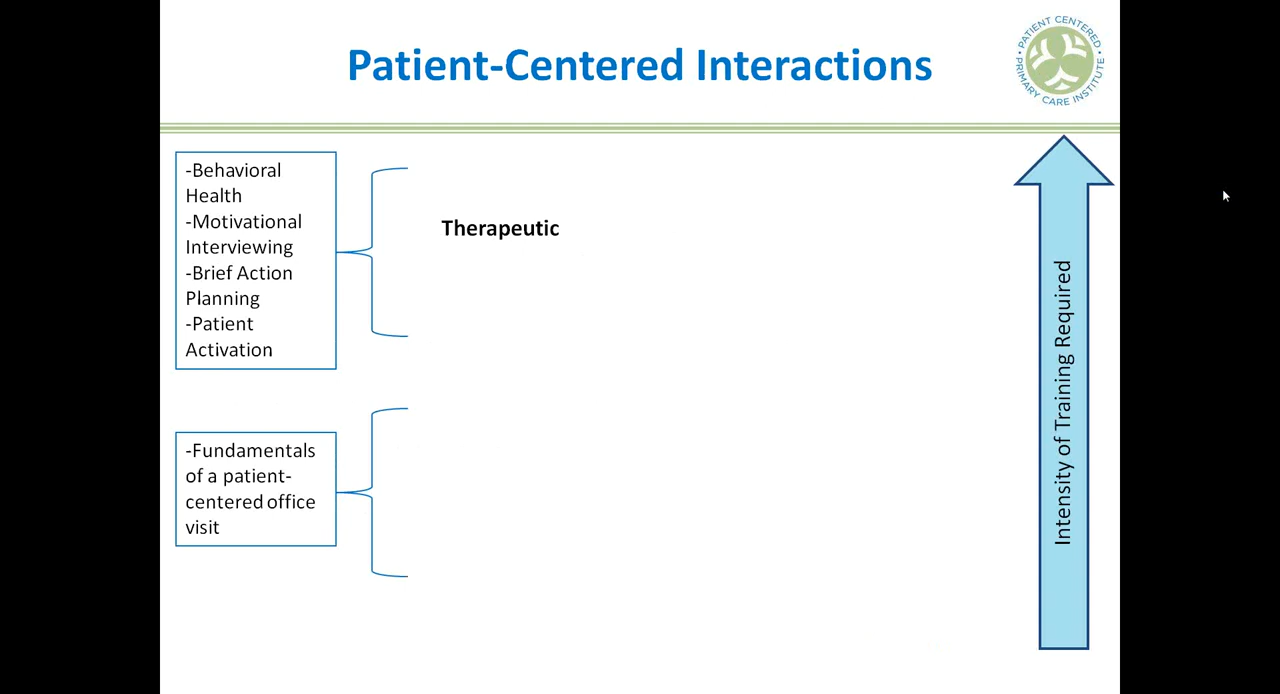 Patient-Centered Interactions
• PATIENT CENTERED •
PRIMARY CARE INSTITUTE
-Behavioral
Health
-Motivational
Interviewing
-Brief Action
Planning
-Patient
Activation
Therapeutic
-Fundamentals
of a patient-
centered office
visit
Intensity of Training Required